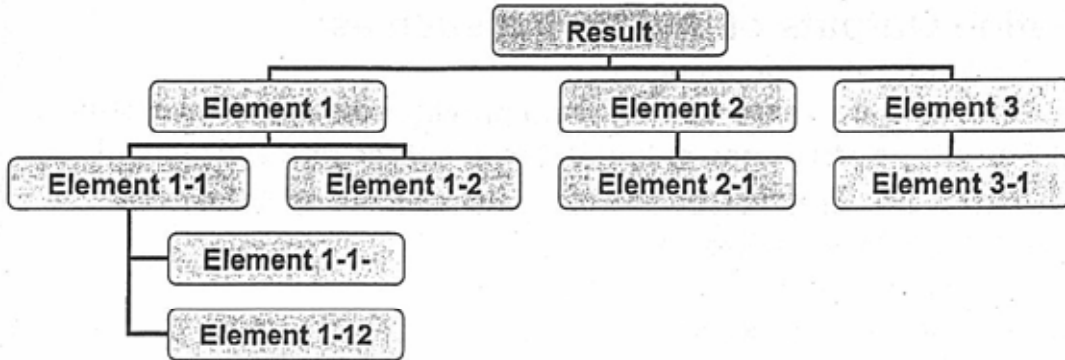 Result
Element 1
Element 2
Element 3
Element 1-1
Element 1-2
Element 2-1
Element 3-1
Element 1-1-
Element 1-12